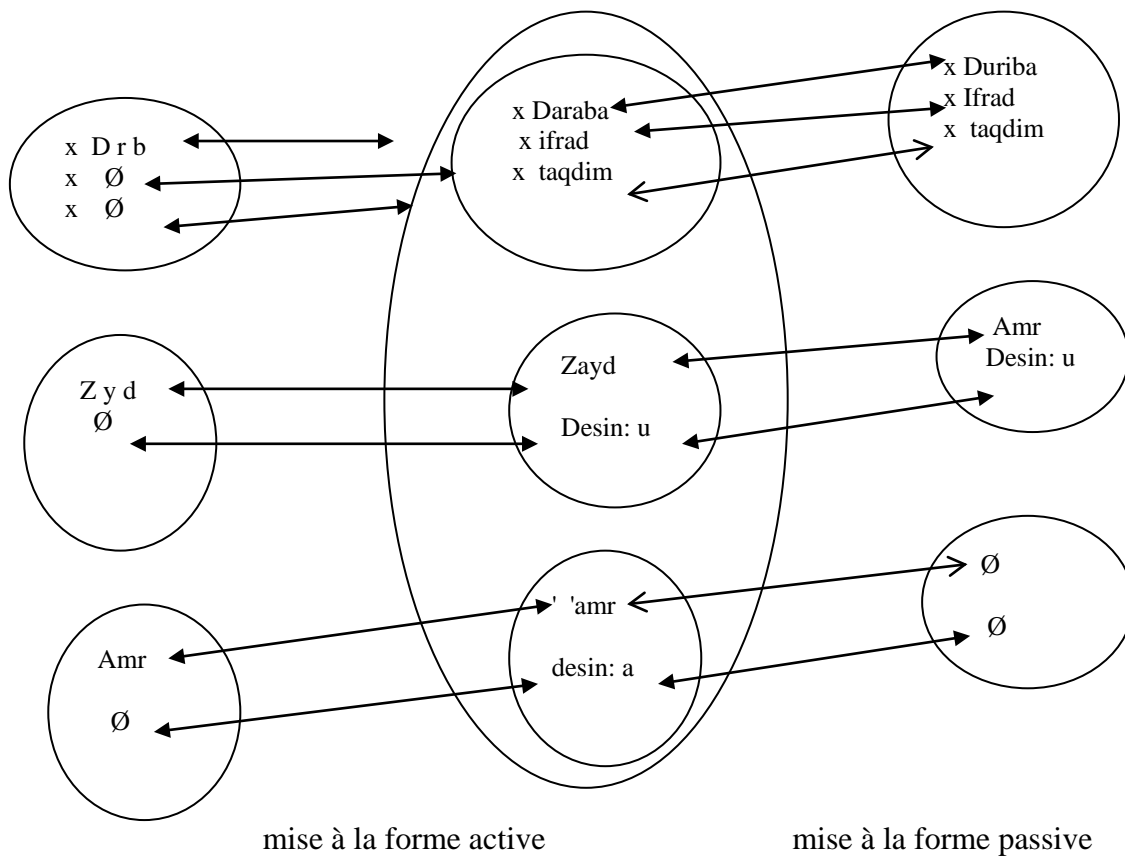 x D r b
x Ø
x Ø
x Daraba
x ifrad
x taqdim
x Duriba
x Ifrad
x taqdim
Z y d
Ø
Zayd
Desin: u
Amr
Desin: u
Amr
Ø
' 'amr
desin: a
Ø
Ø
mise à la forme active
mise à la forme passive